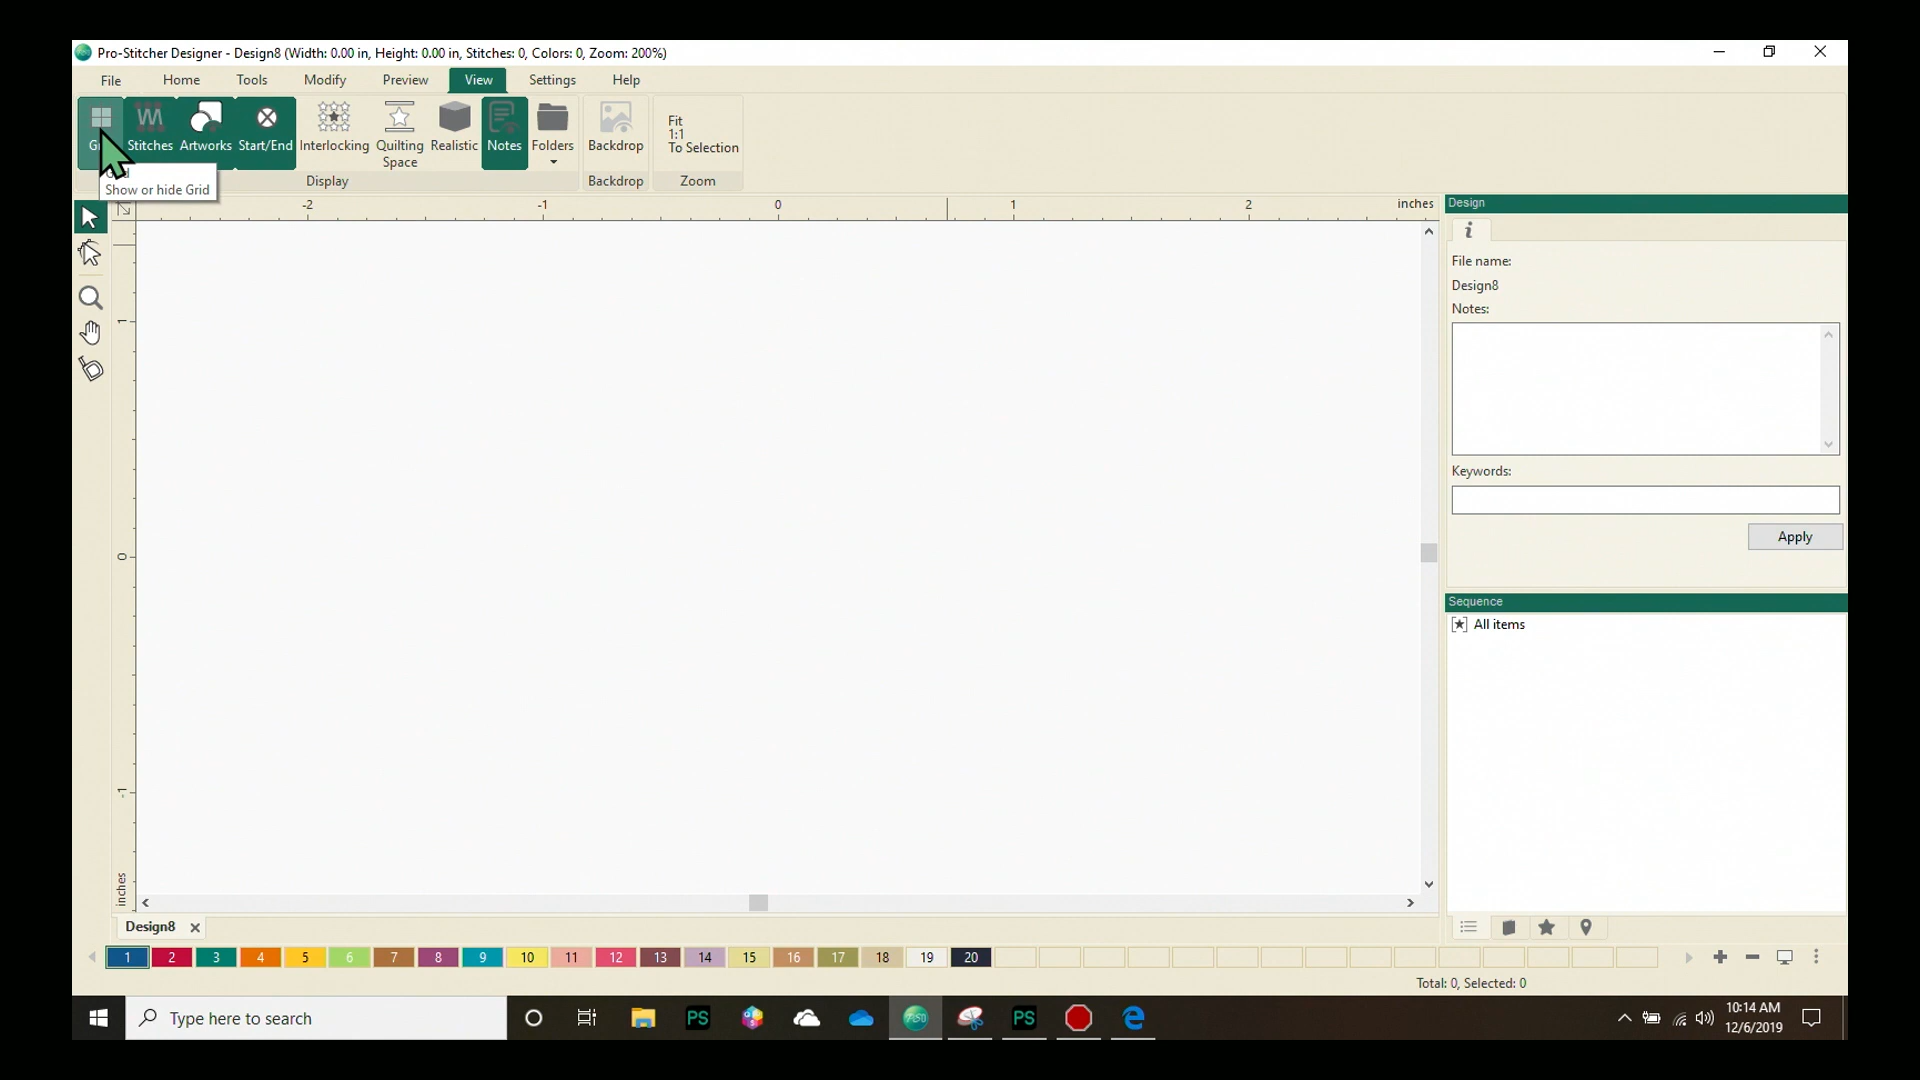 Pro-Stitcher Designer - Design8 (Width: 0.00 in, Height: 0.00 in, Stitches: 0, Colors: 0, Zoom: 200%)
File Home Tools Modify Preview View Settings Help
Stitches Artworks Start/End Interlocking Quilting Space Realistic Notes Folders Backdrop
Fit
1:1
To Selection
Display Backdrop Zoom
Show or hide Grid
-2 -1 0 1 2 inches
1
0
-1
inches
Design
i
File name:
Design8
Notes:
Keywords:
Apply
Sequence
All items
Design8
1 2 3 4 5 6 7 8 9 10 11 12 13 14 15 16 17 18 19 20
Total: 0, Selected: 0
Type here to search
PS
PS
10:14 AM
12/6/2019